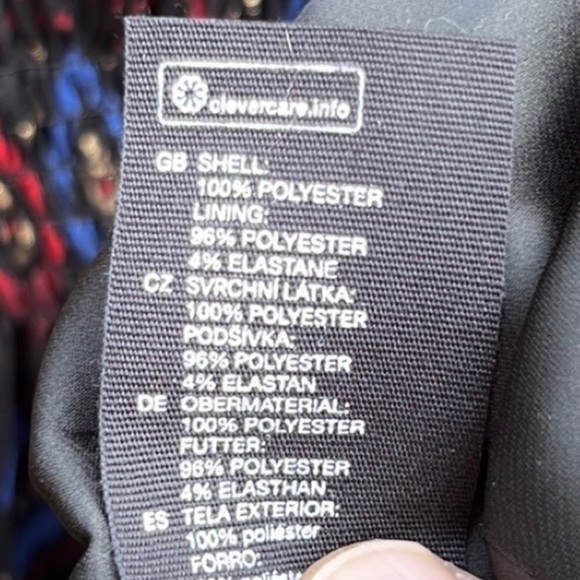 clevercare.info
GB SHELL:
100% POLYESTER
LINING:
96% POLYESTER
4% ELASTANE
CZ SVRCHNÍ LÁTKA:
100% POLYESTER
PODŠÍVKA:
96% POLYESTER
4% ELASTAN
DE OBERMATERIAL:
100% POLYESTER
FUTTER:
96% POLYESTER
4% ELASTHAN
ES TELA EXTERIOR:
100% poliéster
FORRO: